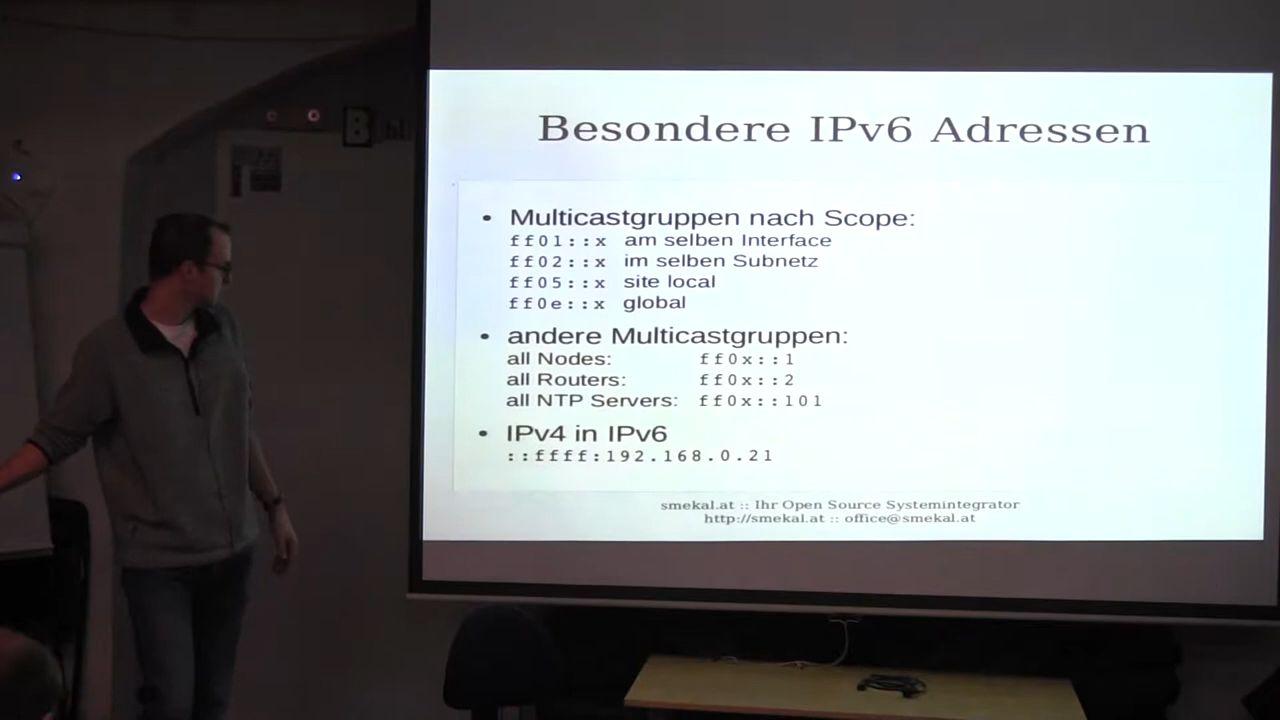 Besondere IPv6 Adressen
• Multicastgruppen nach Scope:
ff01::x am selben Interface
ff02::x im selben Subnetz
ff05::x site local
ff0e::x global
• andere Multicastgruppen:
all Nodes: ff0x::1
all Routers: ff0x::2
all NTP Servers: ff0x::101
• IPv4 in IPv6
::ffff:192.168.0.21
smekal.at :: Ihr Open Source Systemintegrator
http://smekal.at :: office@smekal.at